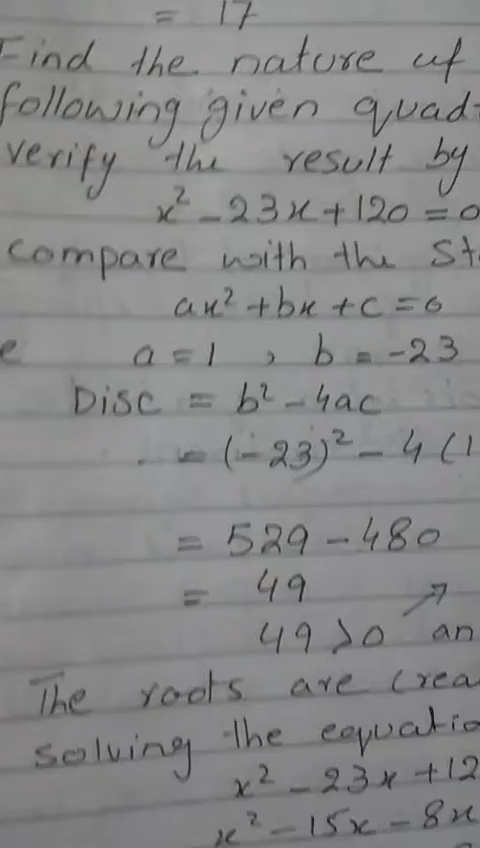 = 17
Find the nature of
following given quad-
verify the result by
x² - 23x + 120 = 0
compare with the st
ax² + bx + c = 0
e a = 1 , b = -23
Disc = b² - 4ac
= (-23)² - 4 (1
= 529 - 480
= 49 ↗
49 > 0 an
The roots are (rea
solving the equatio
x² - 23x + 12
x² - 15x - 8x